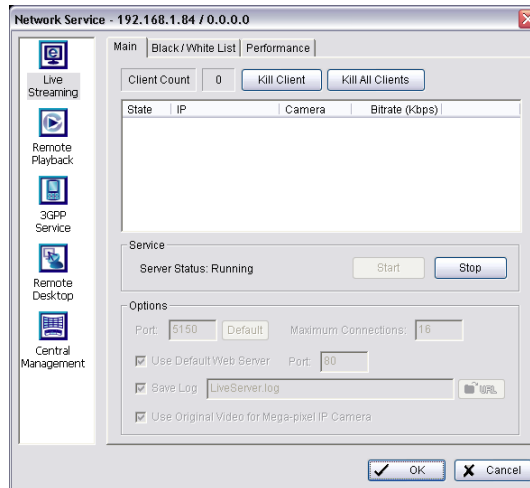 Network Service - 192.168.1.84 / 0.0.0.0
Live
Streaming
Remote
Playback
3GPP
Service
Remote
Desktop
Central
Management
Main Black/White List Performance
Client Count 0 Kill Client Kill All Clients
State IP Camera Bitrate (Kbps)
Service
Server Status: Running Start Stop
Options
Port: 5150 Default Maximum Connections: 16
Use Default Web Server Port: 80
Save Log LiveServer.log URL
Use Original Video for Mega-pixel IP Camera
OK Cancel